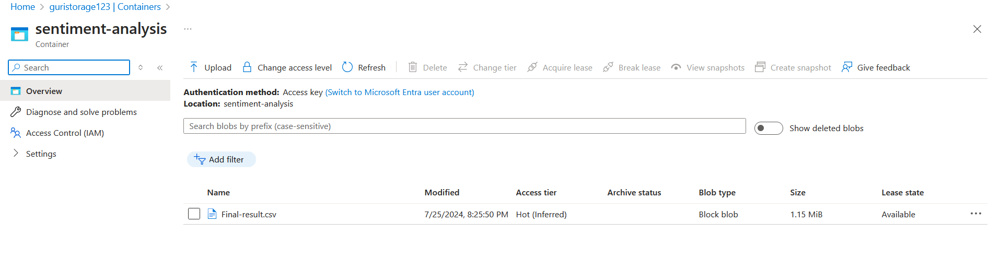 Home > guristorage123 | Containers >
sentiment-analysis ...
Container
Search
Overview
Diagnose and solve problems
Access Control (IAM)
Settings
Upload Change access level Refresh Delete Change tier Acquire lease Break lease View snapshots Create snapshot Give feedback
Authentication method: Access key (Switch to Microsoft Entra user account)
Location: sentiment-analysis
Search blobs by prefix (case-sensitive) Show deleted blobs
Add filter
Name Modified Access tier Archive status Blob type Size Lease state
Final-result.csv 7/25/2024, 8:25:50 PM Hot (Inferred) Block blob 1.15 MiB Available ...